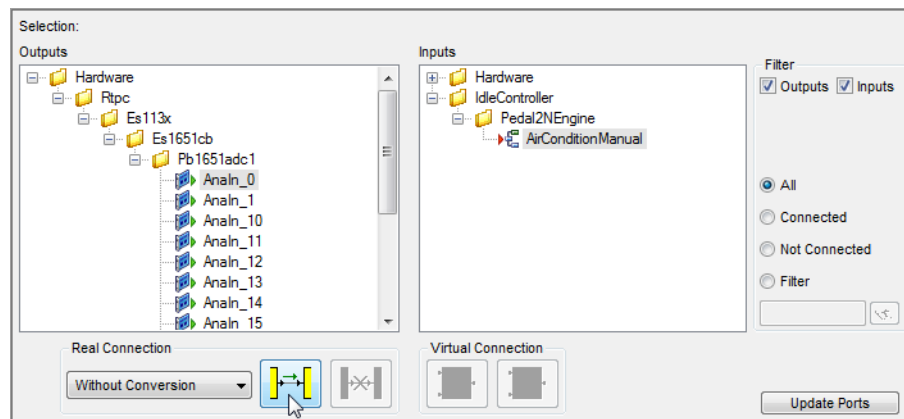 Selection:
Outputs
Inputs
Filter
Outputs Inputs
Hardware
Rtpc
Es113x
Es1651cb
Pb1651adc1
AnaIn_0
AnaIn_1
AnaIn_10
AnaIn_11
AnaIn_12
AnaIn_13
AnaIn_14
AnaIn_15
Hardware
IdleController
Pedal2NEngine
AirConditionManual
All
Connected
Not Connected
Filter
Real Connection
Without Conversion
Virtual Connection
Update Ports